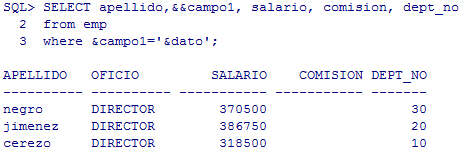 SQL> SELECT apellido,&&campo1, salario, comision, dept_no
2 from emp
3 where &campo1='&dato';
APELLIDO OFICIO SALARIO COMISION DEPT_NO
---------- ---------- ---------- ---------- -------
negro DIRECTOR 370500 30
jimenez DIRECTOR 386750 20
cerezo DIRECTOR 318500 10